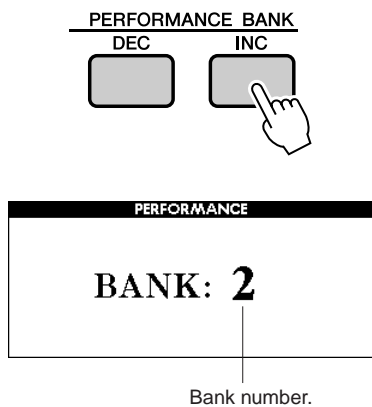 PERFORMANCE BANK
DEC INC
PERFORMANCE
BANK: 2
Bank number.